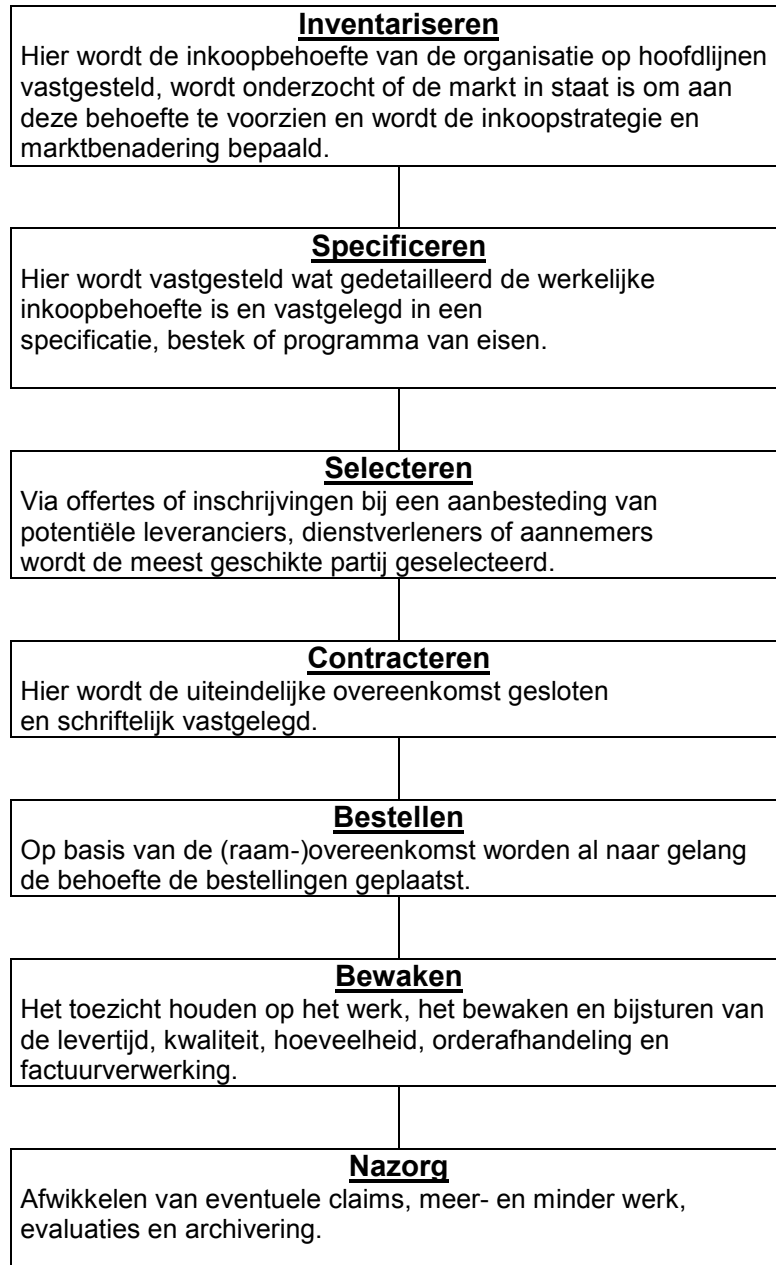 Inventariseren
Hier wordt de inkoopbehoefte van de organisatie op hoofdlijnen
vastgesteld, wordt onderzocht of de markt in staat is om aan
deze behoefte te voorzien en wordt de inkoopstrategie en
marktbenadering bepaald.
Specificeren
Hier wordt vastgesteld wat gedetailleerd de werkelijke
inkoopbehoefte is en vastgelegd in een
specificatie, bestek of programma van eisen.
Selecteren
Via offertes of inschrijvingen bij een aanbesteding van
potentiële leveranciers, dienstverleners of aannemers
wordt de meest geschikte partij geselecteerd.
Contracteren
Hier wordt de uiteindelijke overeenkomst gesloten
en schriftelijk vastgelegd.
Bestellen
Op basis van de (raam-)overeenkomst worden al naar gelang
de behoefte de bestellingen geplaatst.
Bewaken
Het toezicht houden op het werk, het bewaken en bijsturen van
de levertijd, kwaliteit, hoeveelheid, orderafhandeling en
factuurverwerking.
Nazorg
Afwikkelen van eventuele claims, meer- en minder werk,
evaluaties en archivering.